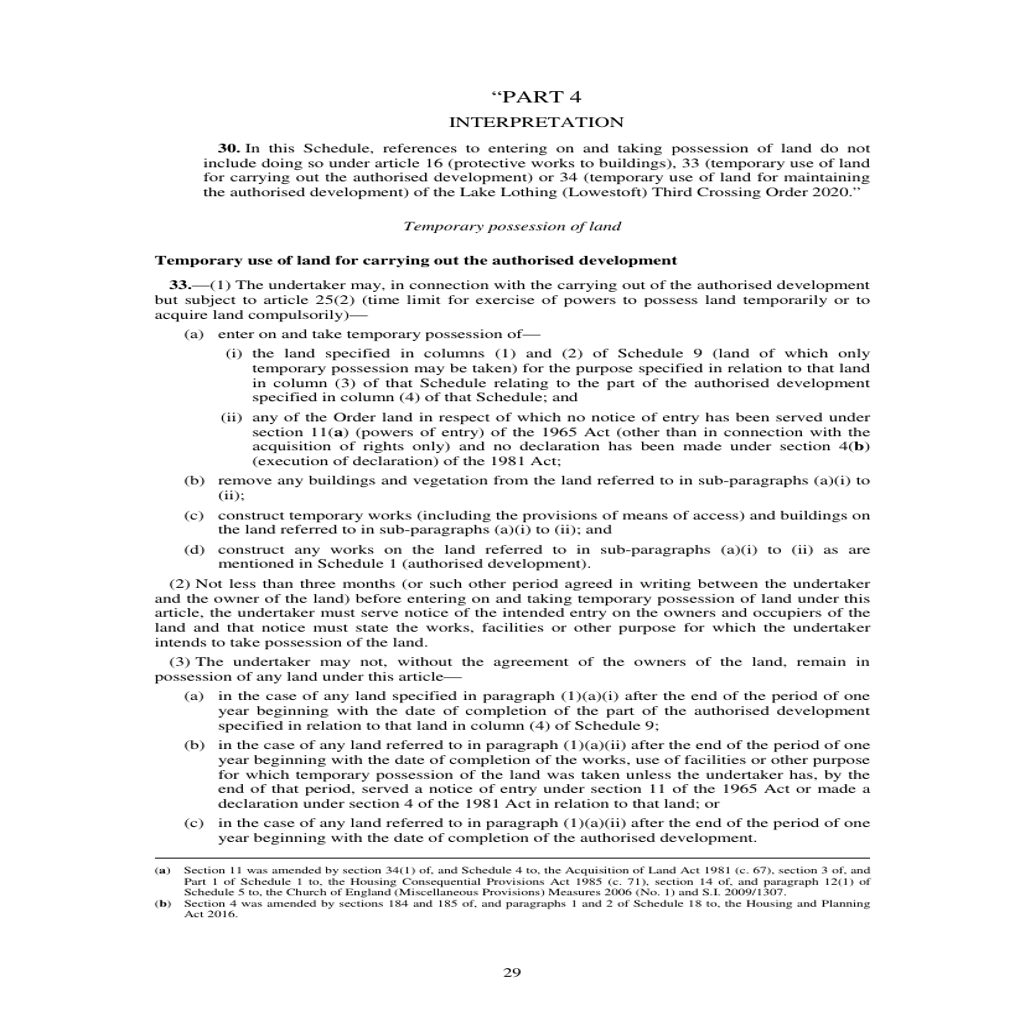 “PART 4
INTERPRETATION
30. In this Schedule, references to entering on and taking possession of land do not
include doing so under article 16 (protective works to buildings), 33 (temporary use of land
for carrying out the authorised development) or 34 (temporary use of land for maintaining
the authorised development) of the Lake Lothing (Lowestoft) Third Crossing Order 2020.”
Temporary possession of land
Temporary use of land for carrying out the authorised development
33.—(1) The undertaker may, in connection with the carrying out of the authorised development
but subject to article 25(2) (time limit for exercise of powers to possess land temporarily or to
acquire land compulsorily)—
(a) enter on and take temporary possession of—
(i) the land specified in columns (1) and (2) of Schedule 9 (land of which only
temporary possession may be taken) for the purpose specified in relation to that land
in column (3) of that Schedule relating to the part of the authorised development
specified in column (4) of that Schedule; and
(ii) any of the Order land in respect of which no notice of entry has been served under
section 11(a) (powers of entry) of the 1965 Act (other than in connection with the
acquisition of rights only) and no declaration has been made under section 4(b)
(execution of declaration) of the 1981 Act;
(b) remove any buildings and vegetation from the land referred to in sub-paragraphs (a)(i) to
(ii);
(c) construct temporary works (including the provisions of means of access) and buildings on
the land referred to in sub-paragraphs (a)(i) to (ii); and
(d) construct any works on the land referred to in sub-paragraphs (a)(i) to (ii) as are
mentioned in Schedule 1 (authorised development).
(2) Not less than three months (or such other period agreed in writing between the undertaker
and the owner of the land) before entering on and taking temporary possession of land under this
article, the undertaker must serve notice of the intended entry on the owners and occupiers of the
land and that notice must state the works, facilities or other purpose for which the undertaker
intends to take possession of the land.
(3) The undertaker may not, without the agreement of the owners of the land, remain in
possession of any land under this article—
(a) in the case of any land specified in paragraph (1)(a)(i) after the end of the period of one
year beginning with the date of completion of the part of the authorised development
specified in relation to that land in column (4) of Schedule 9;
(b) in the case of any land referred to in paragraph (1)(a)(ii) after the end of the period of one
year beginning with the date of completion of the works, use of facilities or other purpose
for which temporary possession of the land was taken unless the undertaker has, by the
end of that period, served a notice of entry under section 11 of the 1965 Act or made a
declaration under section 4 of the 1981 Act in relation to that land; or
(c) in the case of any land referred to in paragraph (1)(a)(ii) after the end of the period of one
year beginning with the date of completion of the authorised development.
(a) Section 11 was amended by section 34(1) of, and Schedule 4 to, the Acquisition of Land Act 1981 (c. 67), section 3 of, and
Part 1 of Schedule 1 to, the Housing Consequential Provisions Act 1985 (c. 71), section 14 of, and paragraph 12(1) of
Schedule 5 to, the Church of England (Miscellaneous Provisions) Measures 2006 (No. 1) and S.I. 2009/1307.
(b) Section 4 was amended by sections 184 and 185 of, and paragraphs 1 and 2 of Schedule 18 to, the Housing and Planning
Act 2016.
29